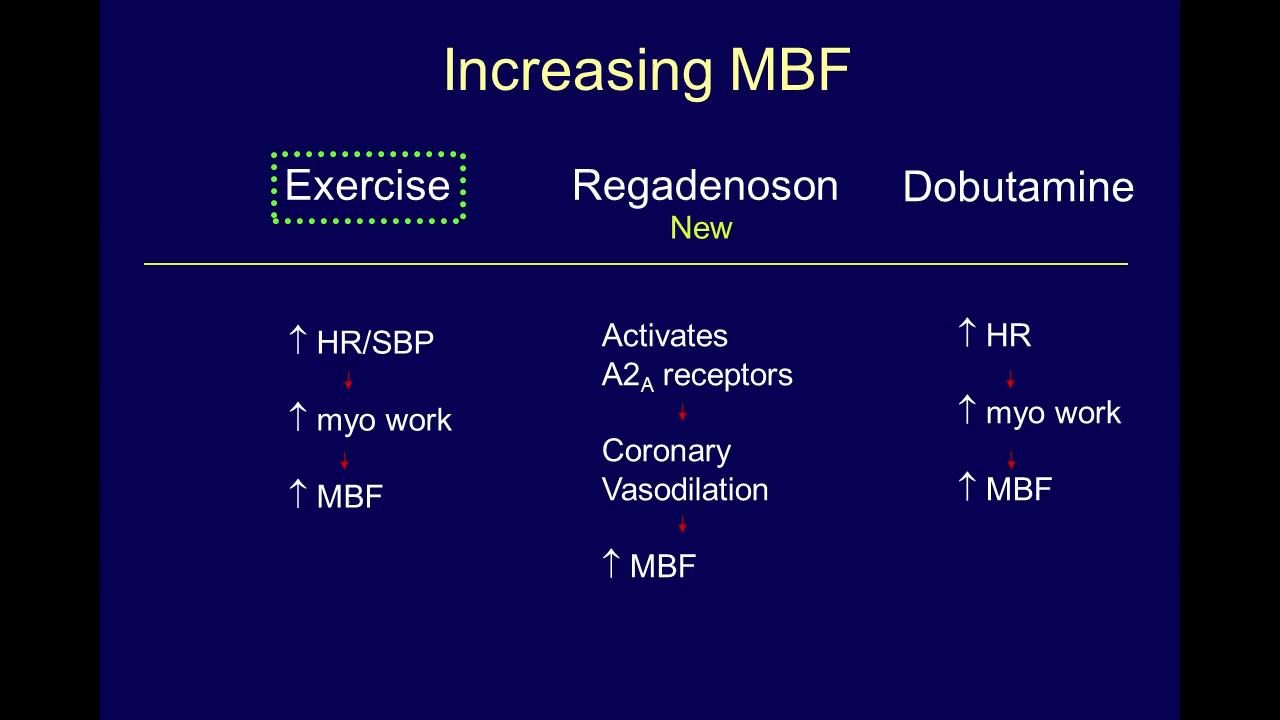 Increasing MBF
Exercise
Regadenoson
New
Dobutamine
↑ HR/SBP
↓
↑ myo work
↓
↑ MBF
Activates
A2A receptors
↓
Coronary
Vasodilation
↓
↑ MBF
↑ HR
↓
↑ myo work
↓
↑ MBF